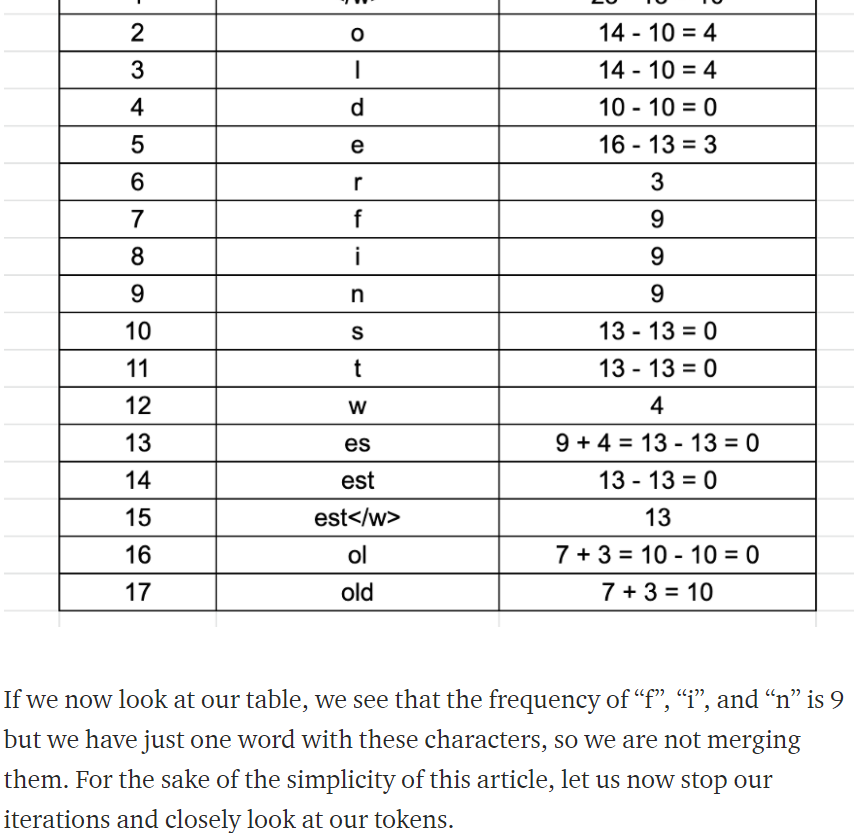 2 o 14 - 10 = 4
3 l 14 - 10 = 4
4 d 10 - 10 = 0
5 e 16 - 13 = 3
6 r 3
7 f 9
8 i 9
9 n 9
10 s 13 - 13 = 0
11 t 13 - 13 = 0
12 w 4
13 es 9 + 4 = 13 - 13 = 0
14 est 13 - 13 = 0
15 est</w> 13
16 ol 7 + 3 = 10 - 10 = 0
17 old 7 + 3 = 10
If we now look at our table, we see that the frequency of “f”, “i”, and “n” is 9
but we have just one word with these characters, so we are not merging
them. For the sake of the simplicity of this article, let us now stop our
iterations and closely look at our tokens.